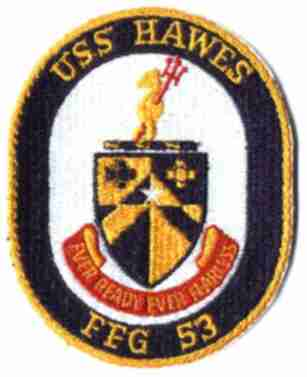 USS HAWES
EVER READY EVER FEARLESS
FFG 53